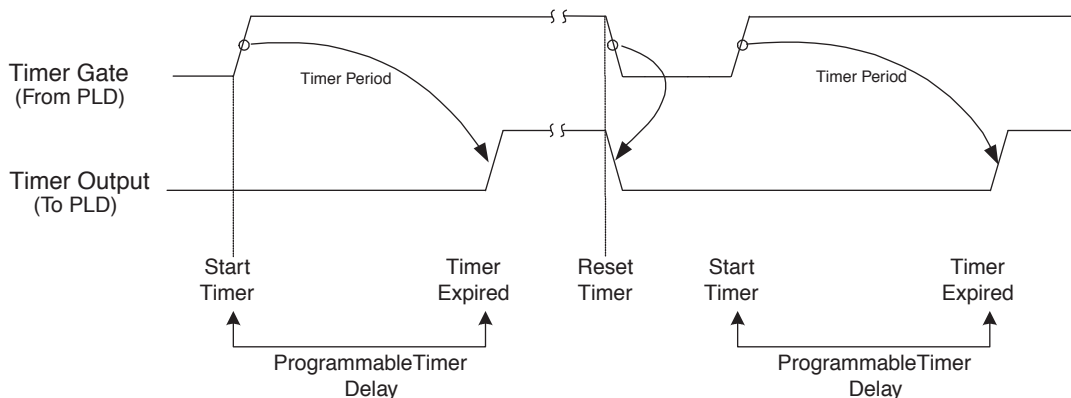 Timer Gate
(From PLD)
Timer Period
Timer Period
Timer Output
(To PLD)
Start
Timer
Timer
Expired
Reset
Timer
Start
Timer
Timer
Expired
ProgrammableTimer
Delay
ProgrammableTimer
Delay